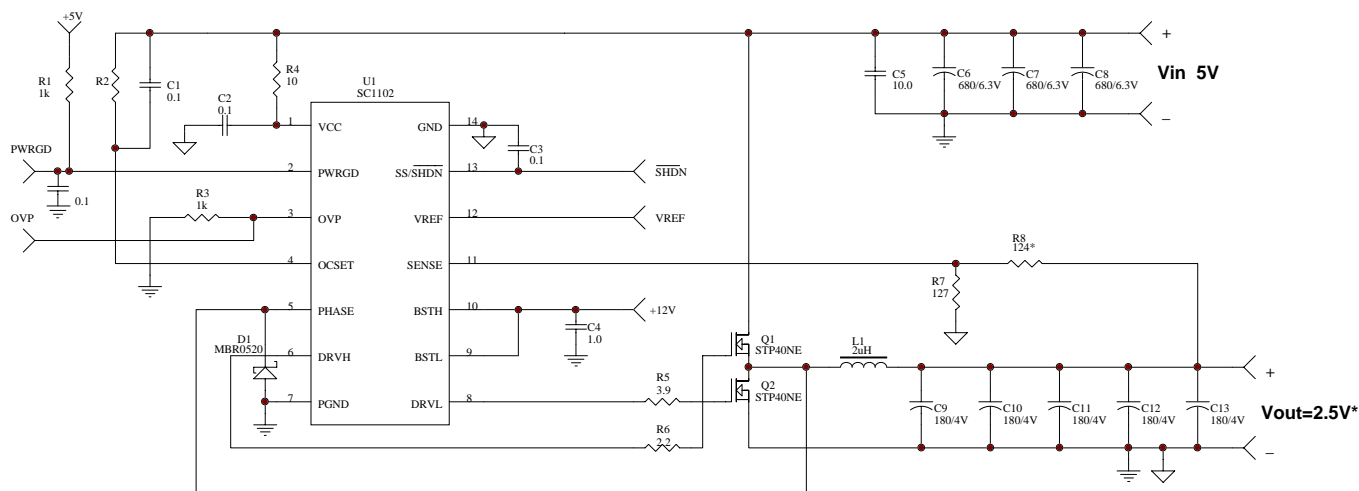 +5V
R1
1k
R2
C1
0.1
R4
10
U1
SC1102
C2
0.1
C5
10.0
C6
680/6.3V
C7
680/6.3V
C8
680/6.3V
+
Vin 5V
_
1
VCC
GND
14
C3
0.1
PWRGD
2
PWRGD
SS/SHDN
13
SHDN
0.1
R3
1k
3
OVP
VREF
12
VREF
OVP
4
OCSET
SENSE
11
R8
124*
R7
127
5
PHASE
BSTH
10
+12V
C4
1.0
D1
MBR0520
6
DRVH
BSTL
9
Q1
STP40NE
L1
2uH
7
PGND
DRVL
8
R5
3.9
Q2
STP40NE
R6
2.2
C9
180/4V
C10
180/4V
C11
180/4V
C12
180/4V
C13
180/4V
+
Vout=2.5V*
_